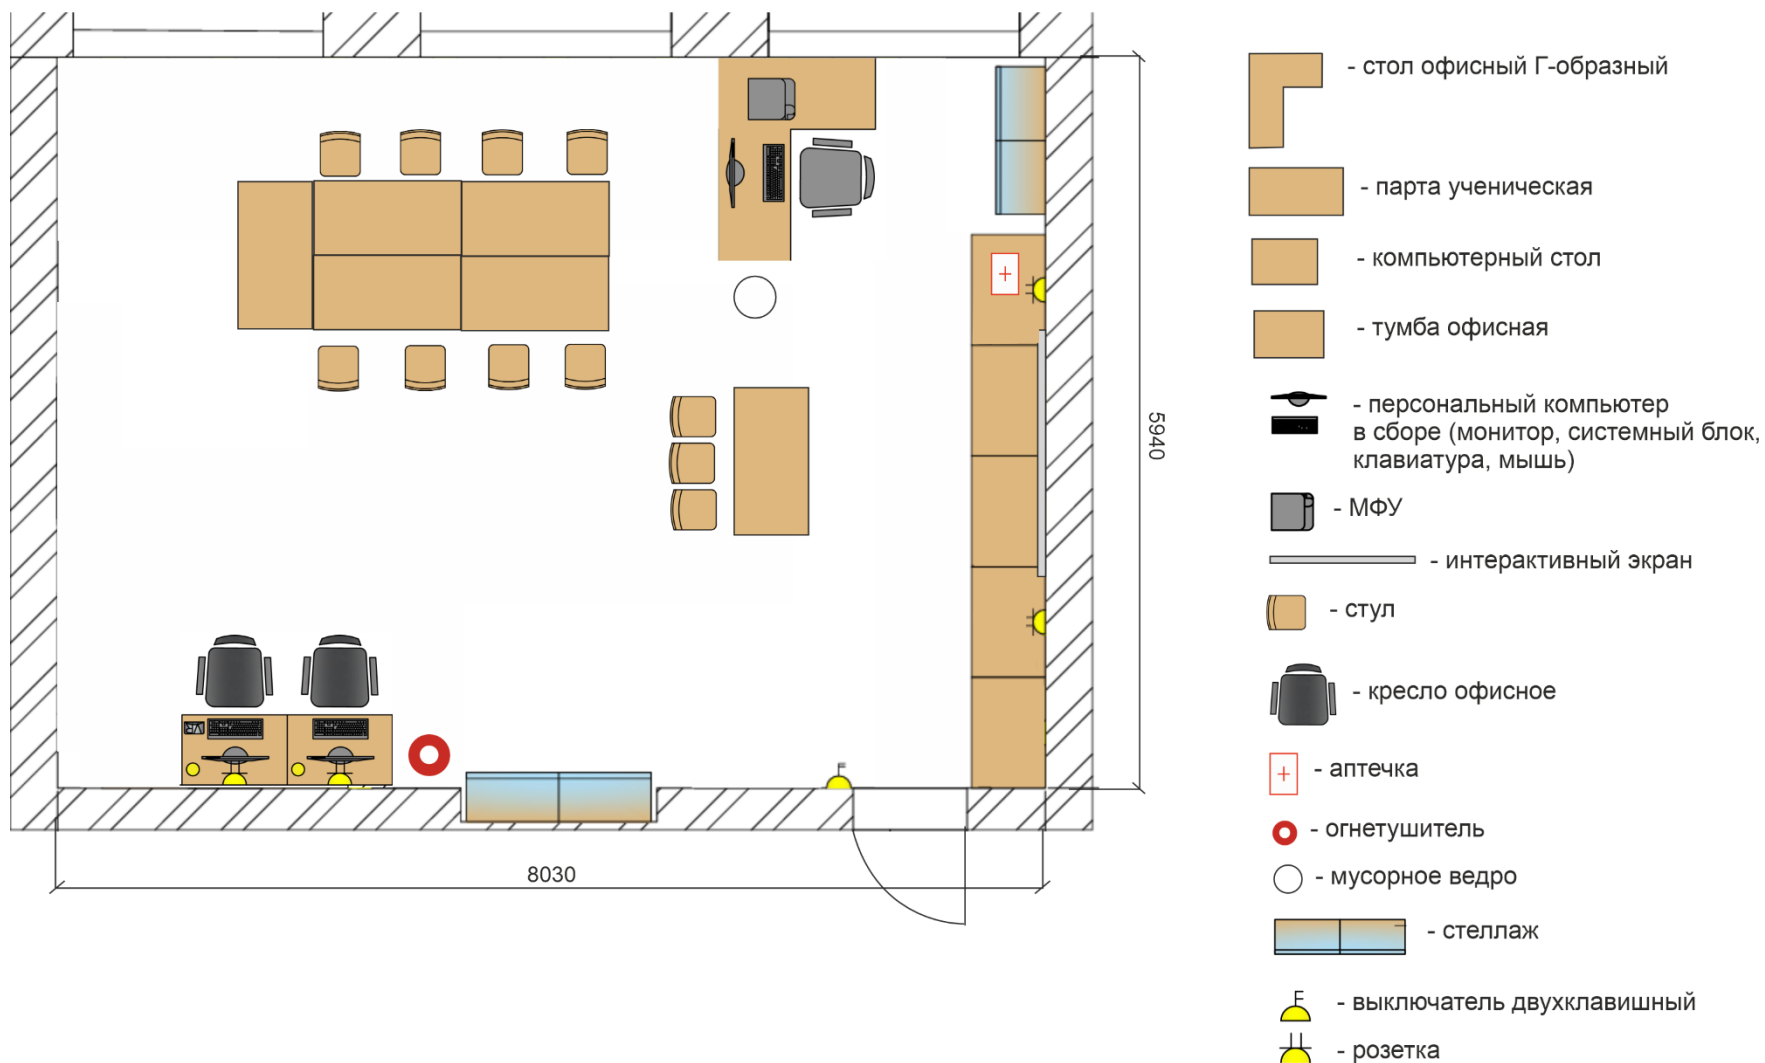 - стол офисный Г-образный
- парта ученическая
- компьютерный стол
- тумба офисная
- персональный компьютер
в сборе (монитор, системный блок,
клавиатура, мышь)
- МФУ
- интерактивный экран
- стул
- кресло офисное
- аптечка
- огнетушитель
- мусорное ведро
- стеллаж
F
- выключатель двухклавишный
- розетка
5940
VR
F
8030